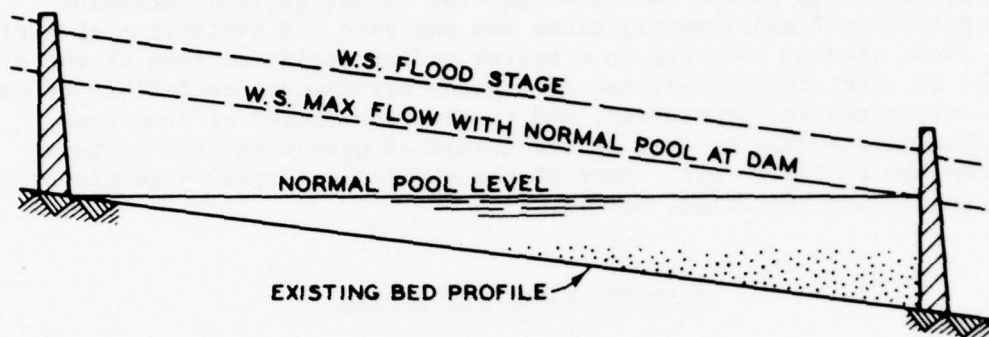 W.S. FLOOD STAGE
W.S. MAX FLOW WITH NORMAL POOL AT DAM
NORMAL POOL LEVEL
EXISTING BED PROFILE